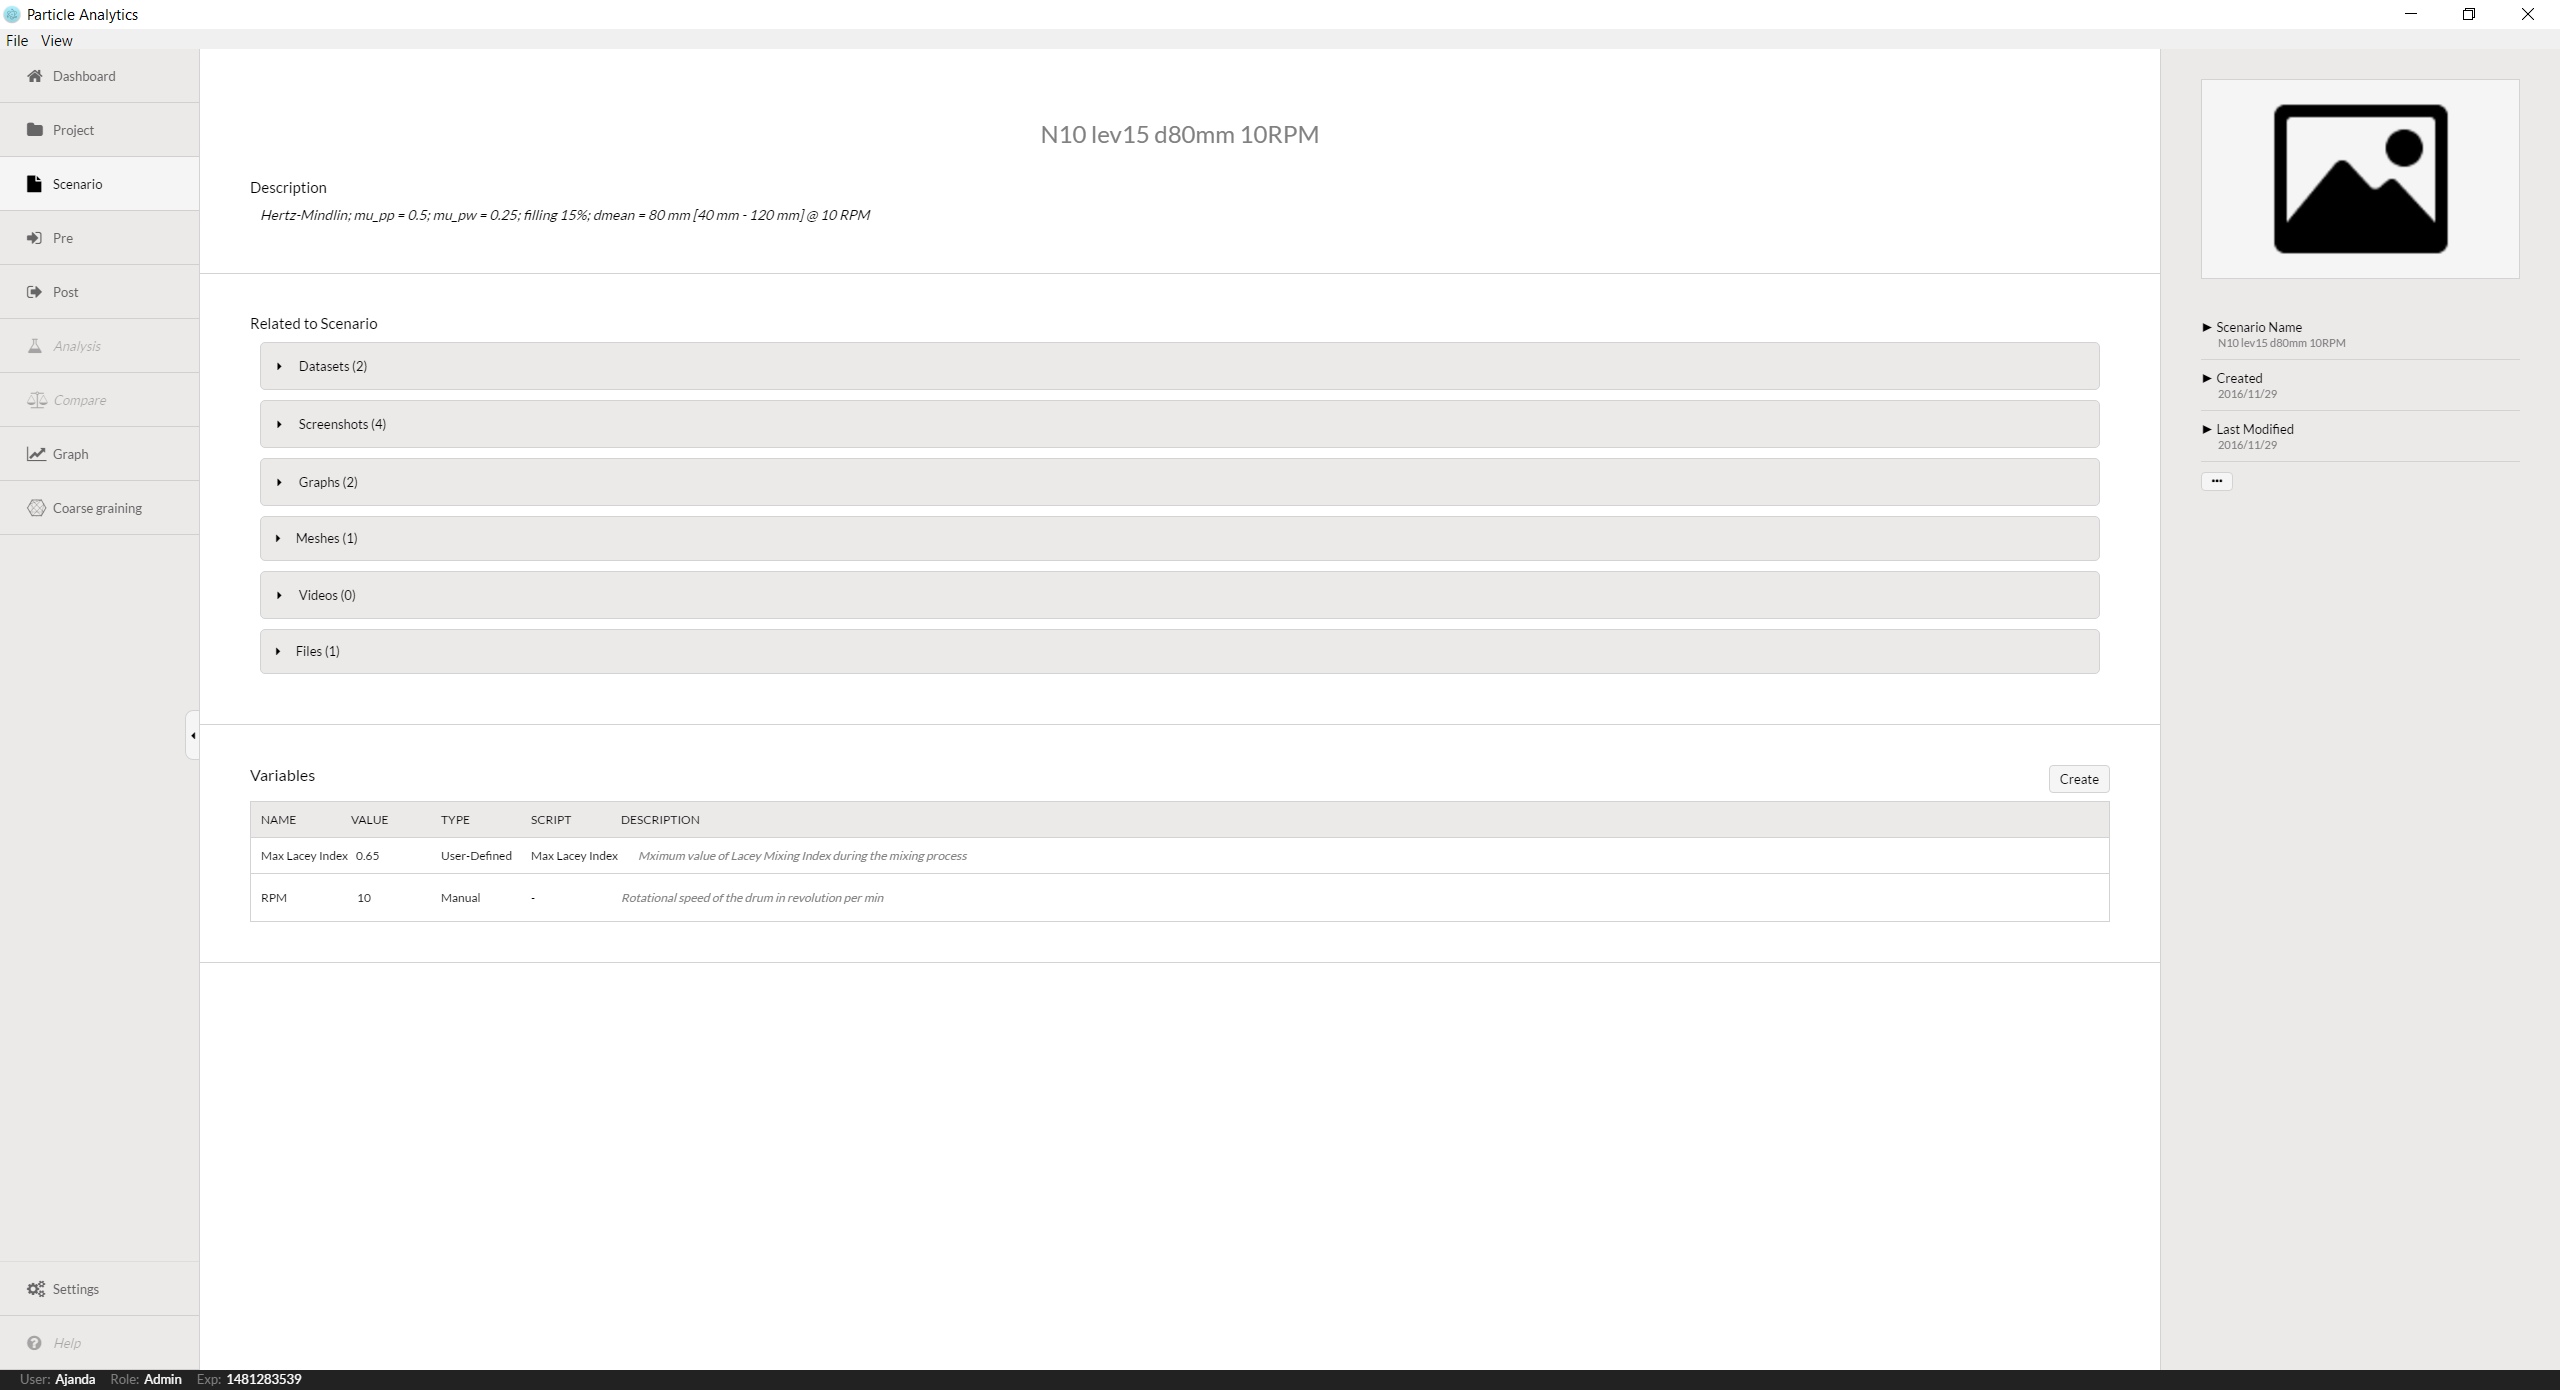 Particle Analytics
File View
Dashboard
Project
Scenario
Pre
Post
Analysis
Compare
Graph
Coarse graining
Settings
Help
N10 lev15 d80mm 10RPM
Description
Hertz-Mindlin; mu_pp = 0.5; mu_pw = 0.25; filling 15%; dmean = 80 mm [40 mm - 120 mm] @ 10 RPM
Related to Scenario
Datasets (2)
Screenshots (4)
Graphs (2)
Meshes (1)
Videos (0)
Files (1)
Variables
Create
NAME VALUE TYPE SCRIPT DESCRIPTION
Max Lacey Index 0.65 User-Defined Max Lacey Index Mximum value of Lacey Mixing Index during the mixing process
RPM 10 Manual - Rotational speed of the drum in revolution per min
Scenario Name
N10 lev15 d80mm 10RPM
Created
2016/11/29
Last Modified
2016/11/29
User: Ajanda Role: Admin Exp: 1481283539